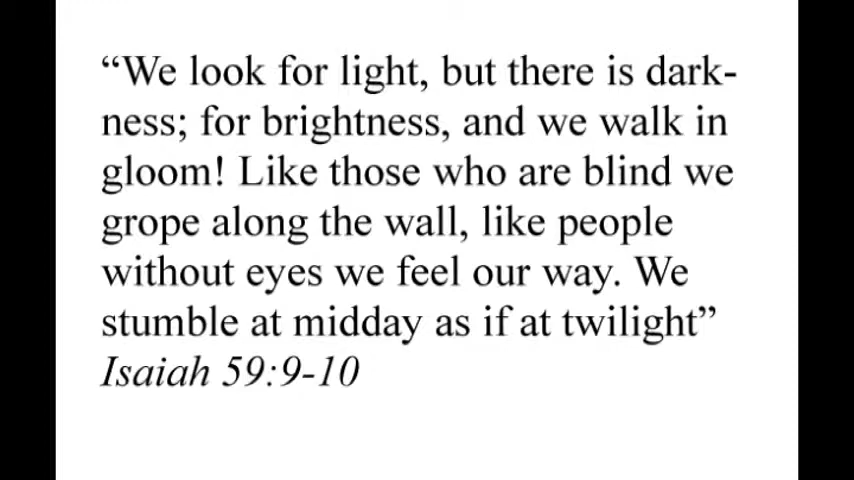 “We look for light, but there is dark-
ness; for brightness, and we walk in
gloom! Like those who are blind we
grope along the wall, like people
without eyes we feel our way. We
stumble at midday as if at twilight”
Isaiah 59:9-10